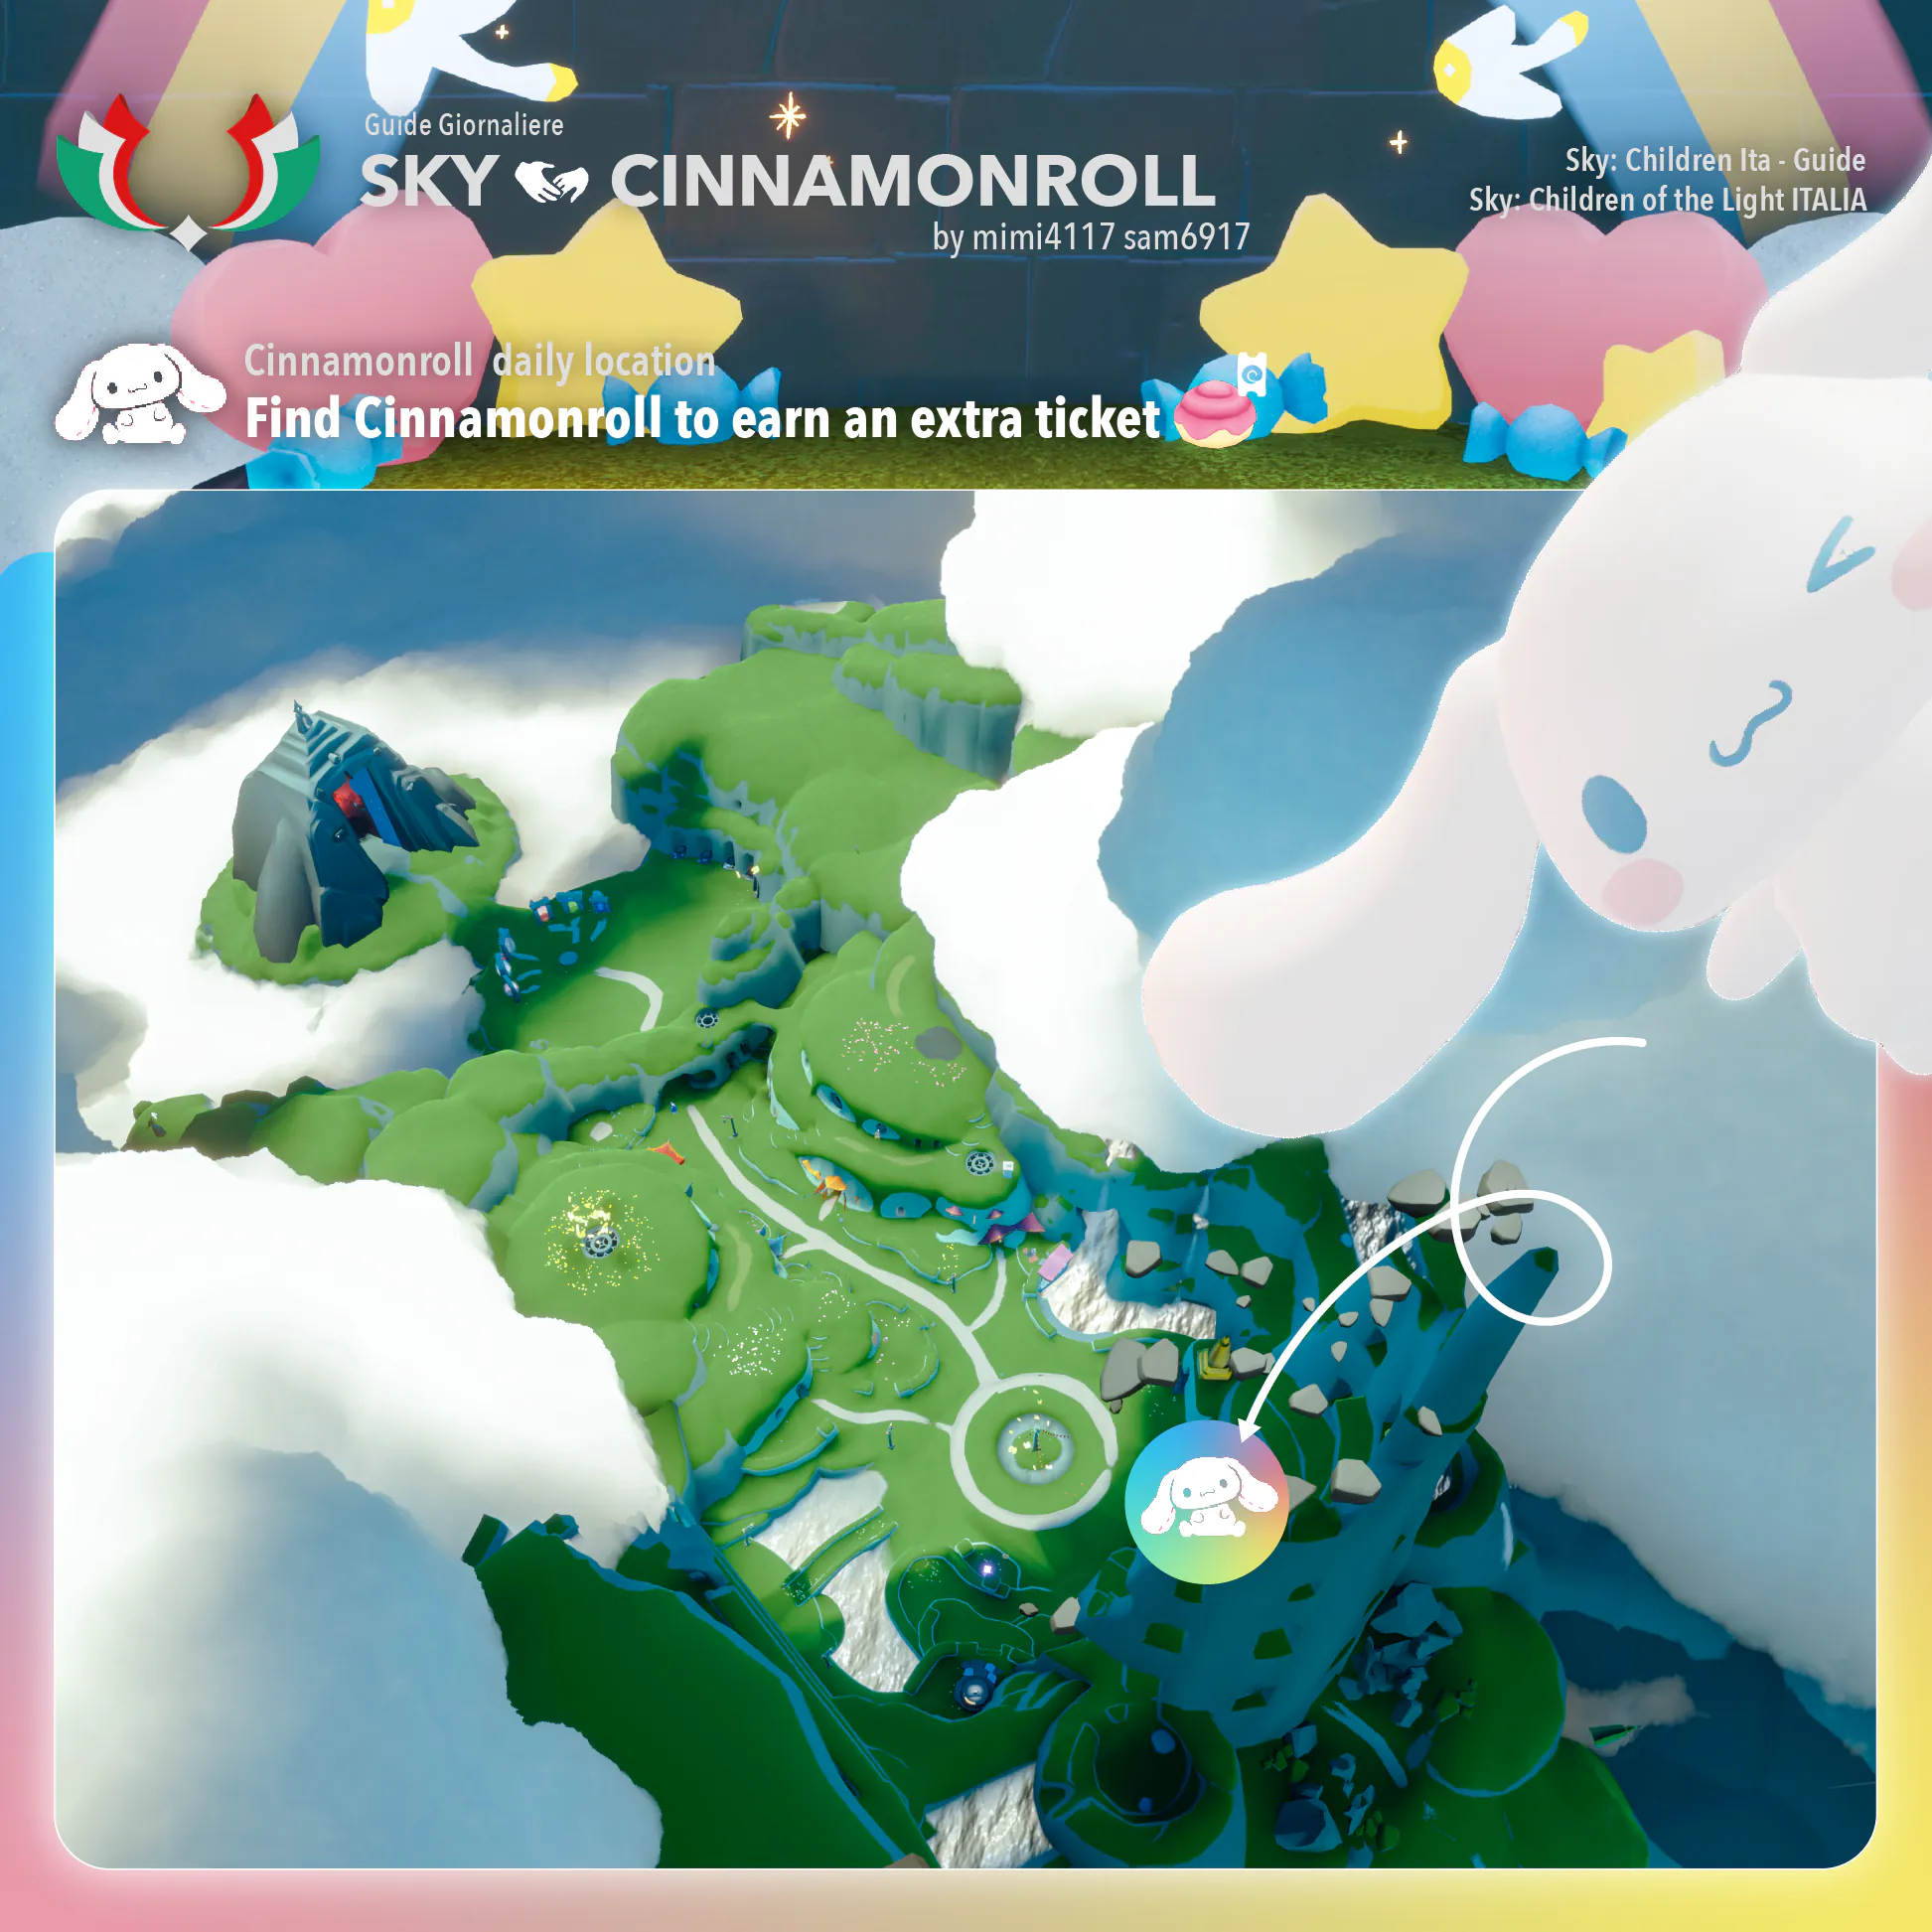 Guide Giornaliere
SKY CINNAMONROLL
by mimi4117 sam6917
Sky: Children Ita - Guide
Sky: Children of the Light ITALIA
Cinnamonroll daily location
Find Cinnamonroll to earn an extra ticket